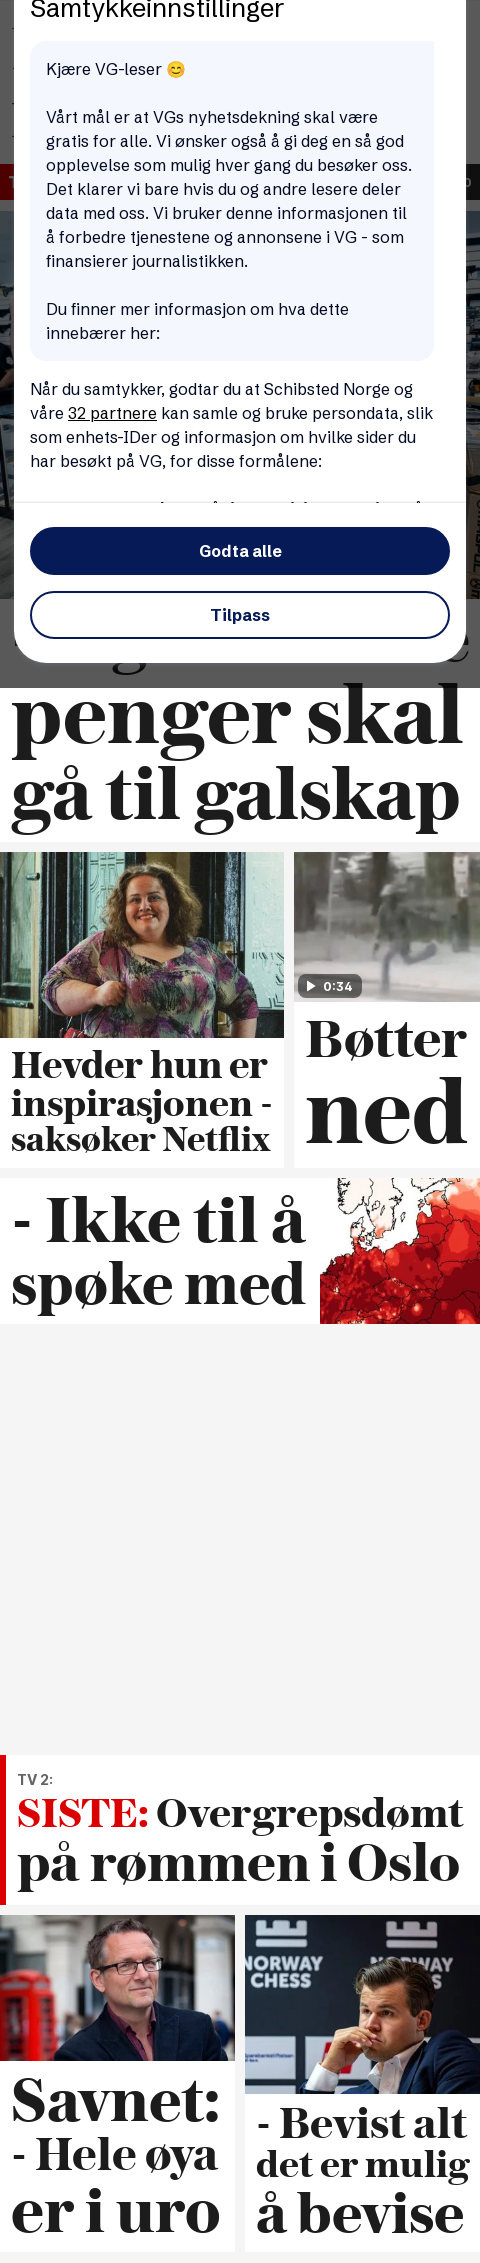 Samtykkeinnstillinger
Kjære VG-leser 😊
Vårt mål er at VGs nyhetsdekning skal være
gratis for alle. Vi ønsker også å gi deg en så god
opplevelse som mulig hver gang du besøker oss.
Det klarer vi bare hvis du og andre lesere deler
data med oss. Vi bruker denne informasjonen til
å forbedre tjenestene og annonsene i VG - som
finansierer journalistikken.
Du finner mer informasjon om hva dette
innebærer her:
Når du samtykker, godtar du at Schibsted Norge og
våre 32 partnere kan samle og bruke persondata, slik
som enhets-IDer og informasjon om hvilke sider du
har besøkt på VG, for disse formålene:
Godta alle
Tilpass
penger skal
gå til galskap
0:34
Hevder hun er
inspirasjonen -
saksøker Netflix
Bøtter
ned
- Ikke til å
spøke med
TV 2:
SISTE: Overgrepsdømt
på rømmen i Oslo
NORWAY
CHESS
NORWAY
CHESS
Savnet:
- Hele øya
er i uro
- Bevist alt
det er mulig
å bevise